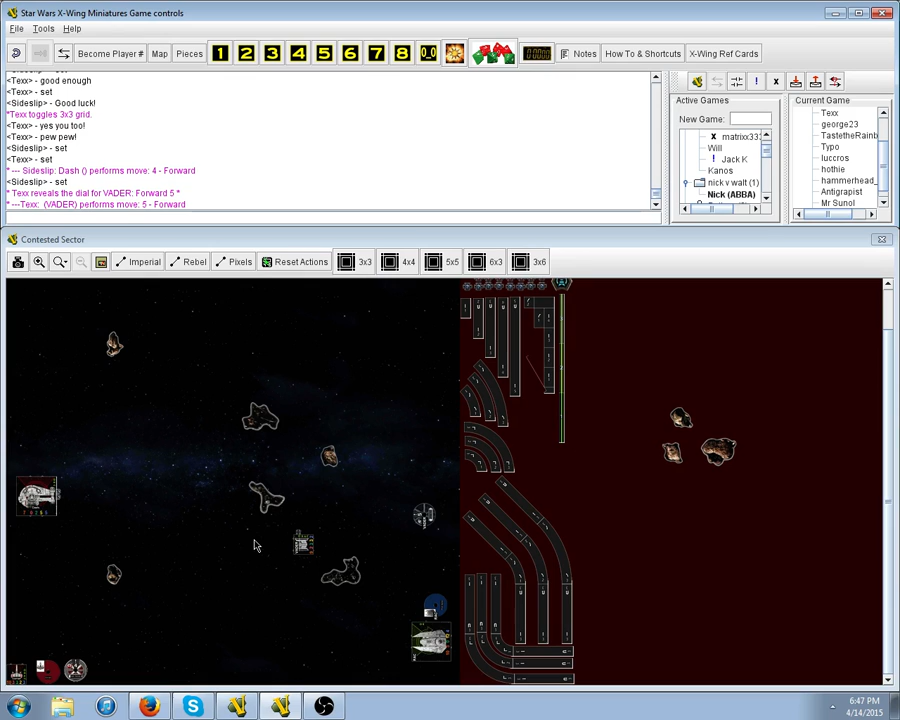 Star Wars X-Wing Miniatures Game controls
File Tools Help
Become Player # Map Pieces 1 2 3 4 5 6 7 8 0_0 Notes How To & Shortcuts X-Wing Ref Cards
<Texx> - good enough
<Texx> - set
<Sideslip> - Good luck!
*Texx toggles 3x3 grid.
<Texx> - yes you too!
<Texx> - pew pew!
<Sideslip> - set
<Texx> - set
* --- Sideslip: Dash () performs move: 4 - Forward
<Sideslip> - set
* Texx reveals the dial for VADER: Forward 5 *
* ---Texx: (VADER) performs move: 5 - Forward
Active Games
New Game:
matrixx33
Will
Jack K
Kanos
nick v wait (1)
Nick (ABBA)
Current Game
Texx
george23
TastetheRainb
Typo
luccros
hothie
hammerhead_
Antigrapist
Mr Sunol
Contested Sector
Imperial Rebel Pixels Reset Actions 3x3 4x4 5x5 6x3 3x6
6:47 PM
4/14/2015